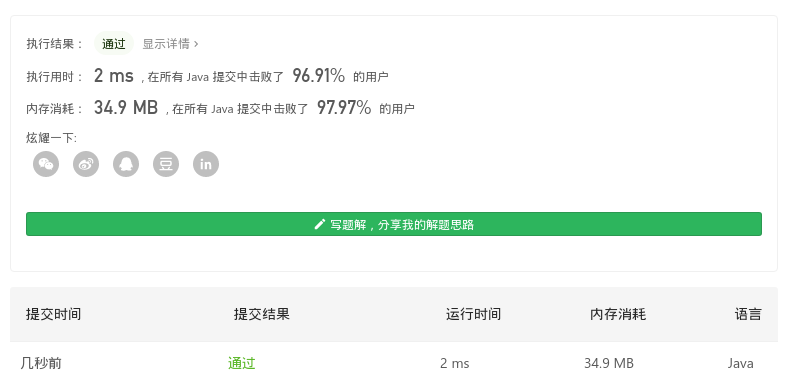 执行结果： 通过 显示详情 ›
执行用时： 2 ms , 在所有 Java 提交中击败了 96.91% 的用户
内存消耗： 34.9 MB , 在所有 Java 提交中击败了 97.97% 的用户
炫耀一下:
豆 in
写题解，分享我的解题思路
提交时间 提交结果 运行时间 内存消耗 语言
几秒前 通过 2 ms 34.9 MB Java